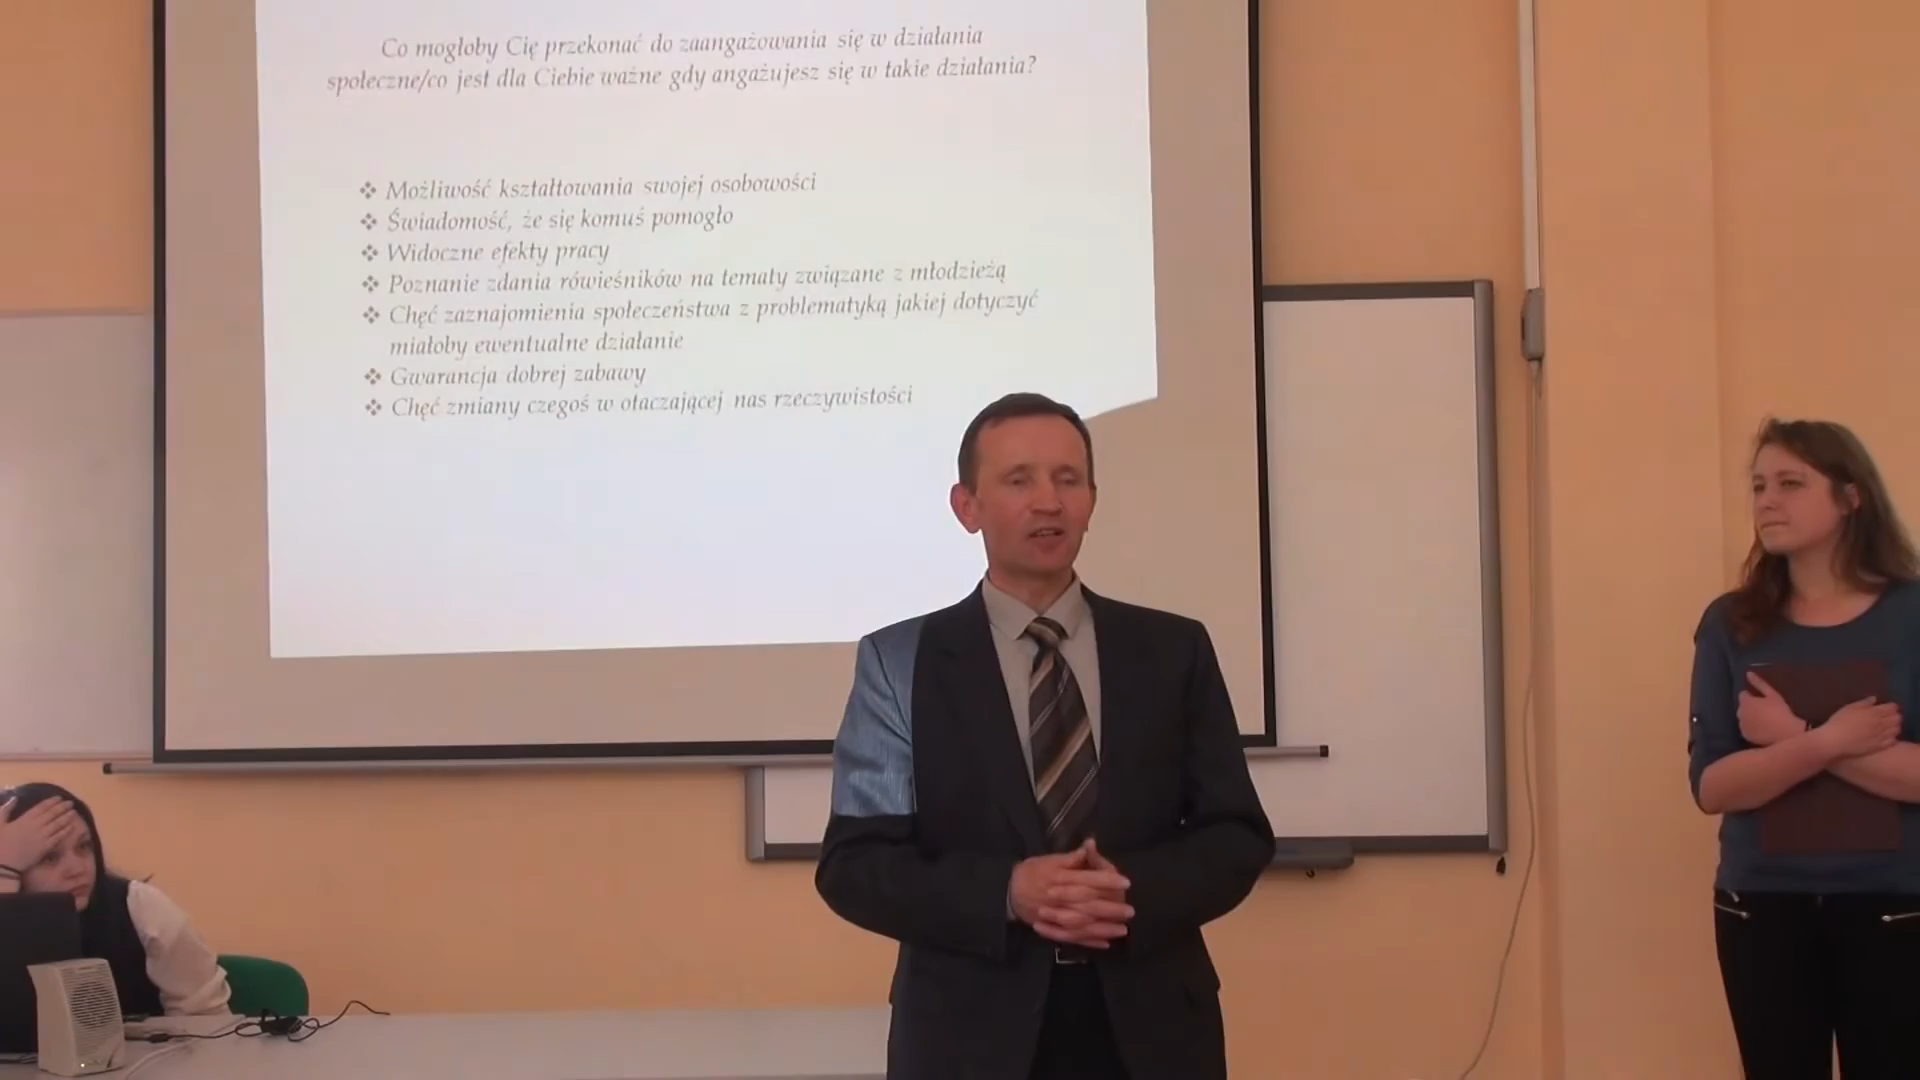 Co mogłoby Cię przekonać do zaangażowania się w działania
społeczne/co jest dla Ciebie ważne gdy angażujesz się w takie działania?
❖ Możliwość kształtowania swojej osobowości
❖ Świadomość, że się komuś pomogło
❖ Widoczne efekty pracy
❖ Poznanie zdania rówieśników na tematy związane z młodzieżą
❖ Chęć zaznajomienia społeczeństwa z problematyką jakiej dotyczyć
miałoby ewentualne działanie
❖ Gwarancja dobrej zabawy
❖ Chęć zmiany czegoś w otaczającej nas rzeczywistości